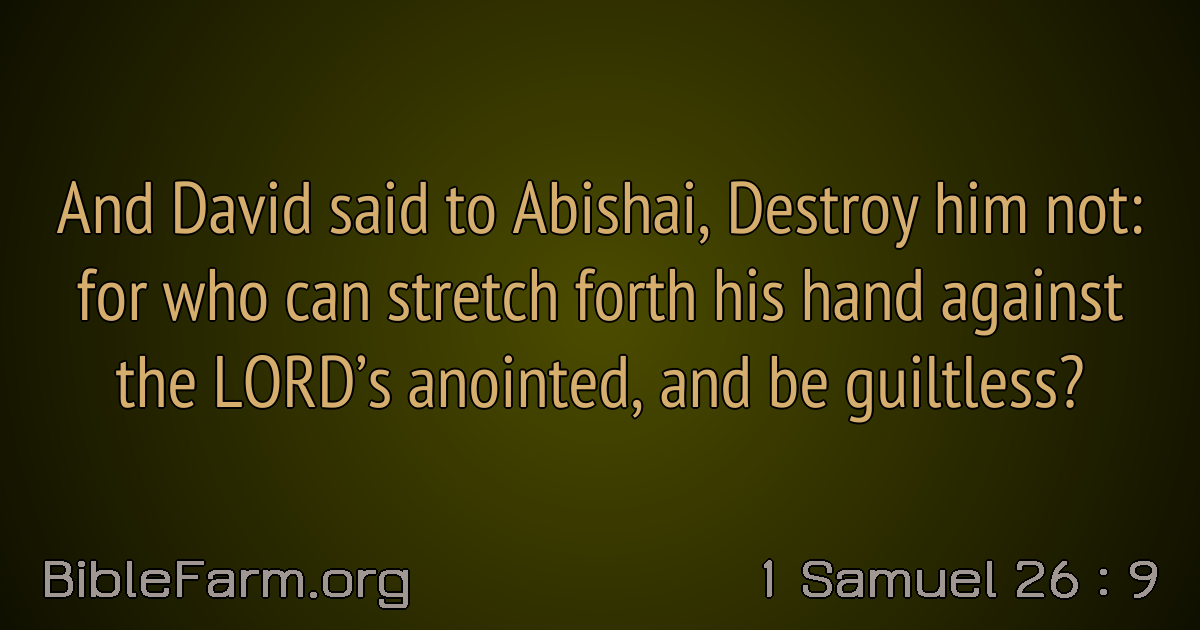 And David said to Abishai, Destroy him not:
for who can stretch forth his hand against
the LORD’s anointed, and be guiltless?
BibleFarm.org
1 Samuel 26 : 9